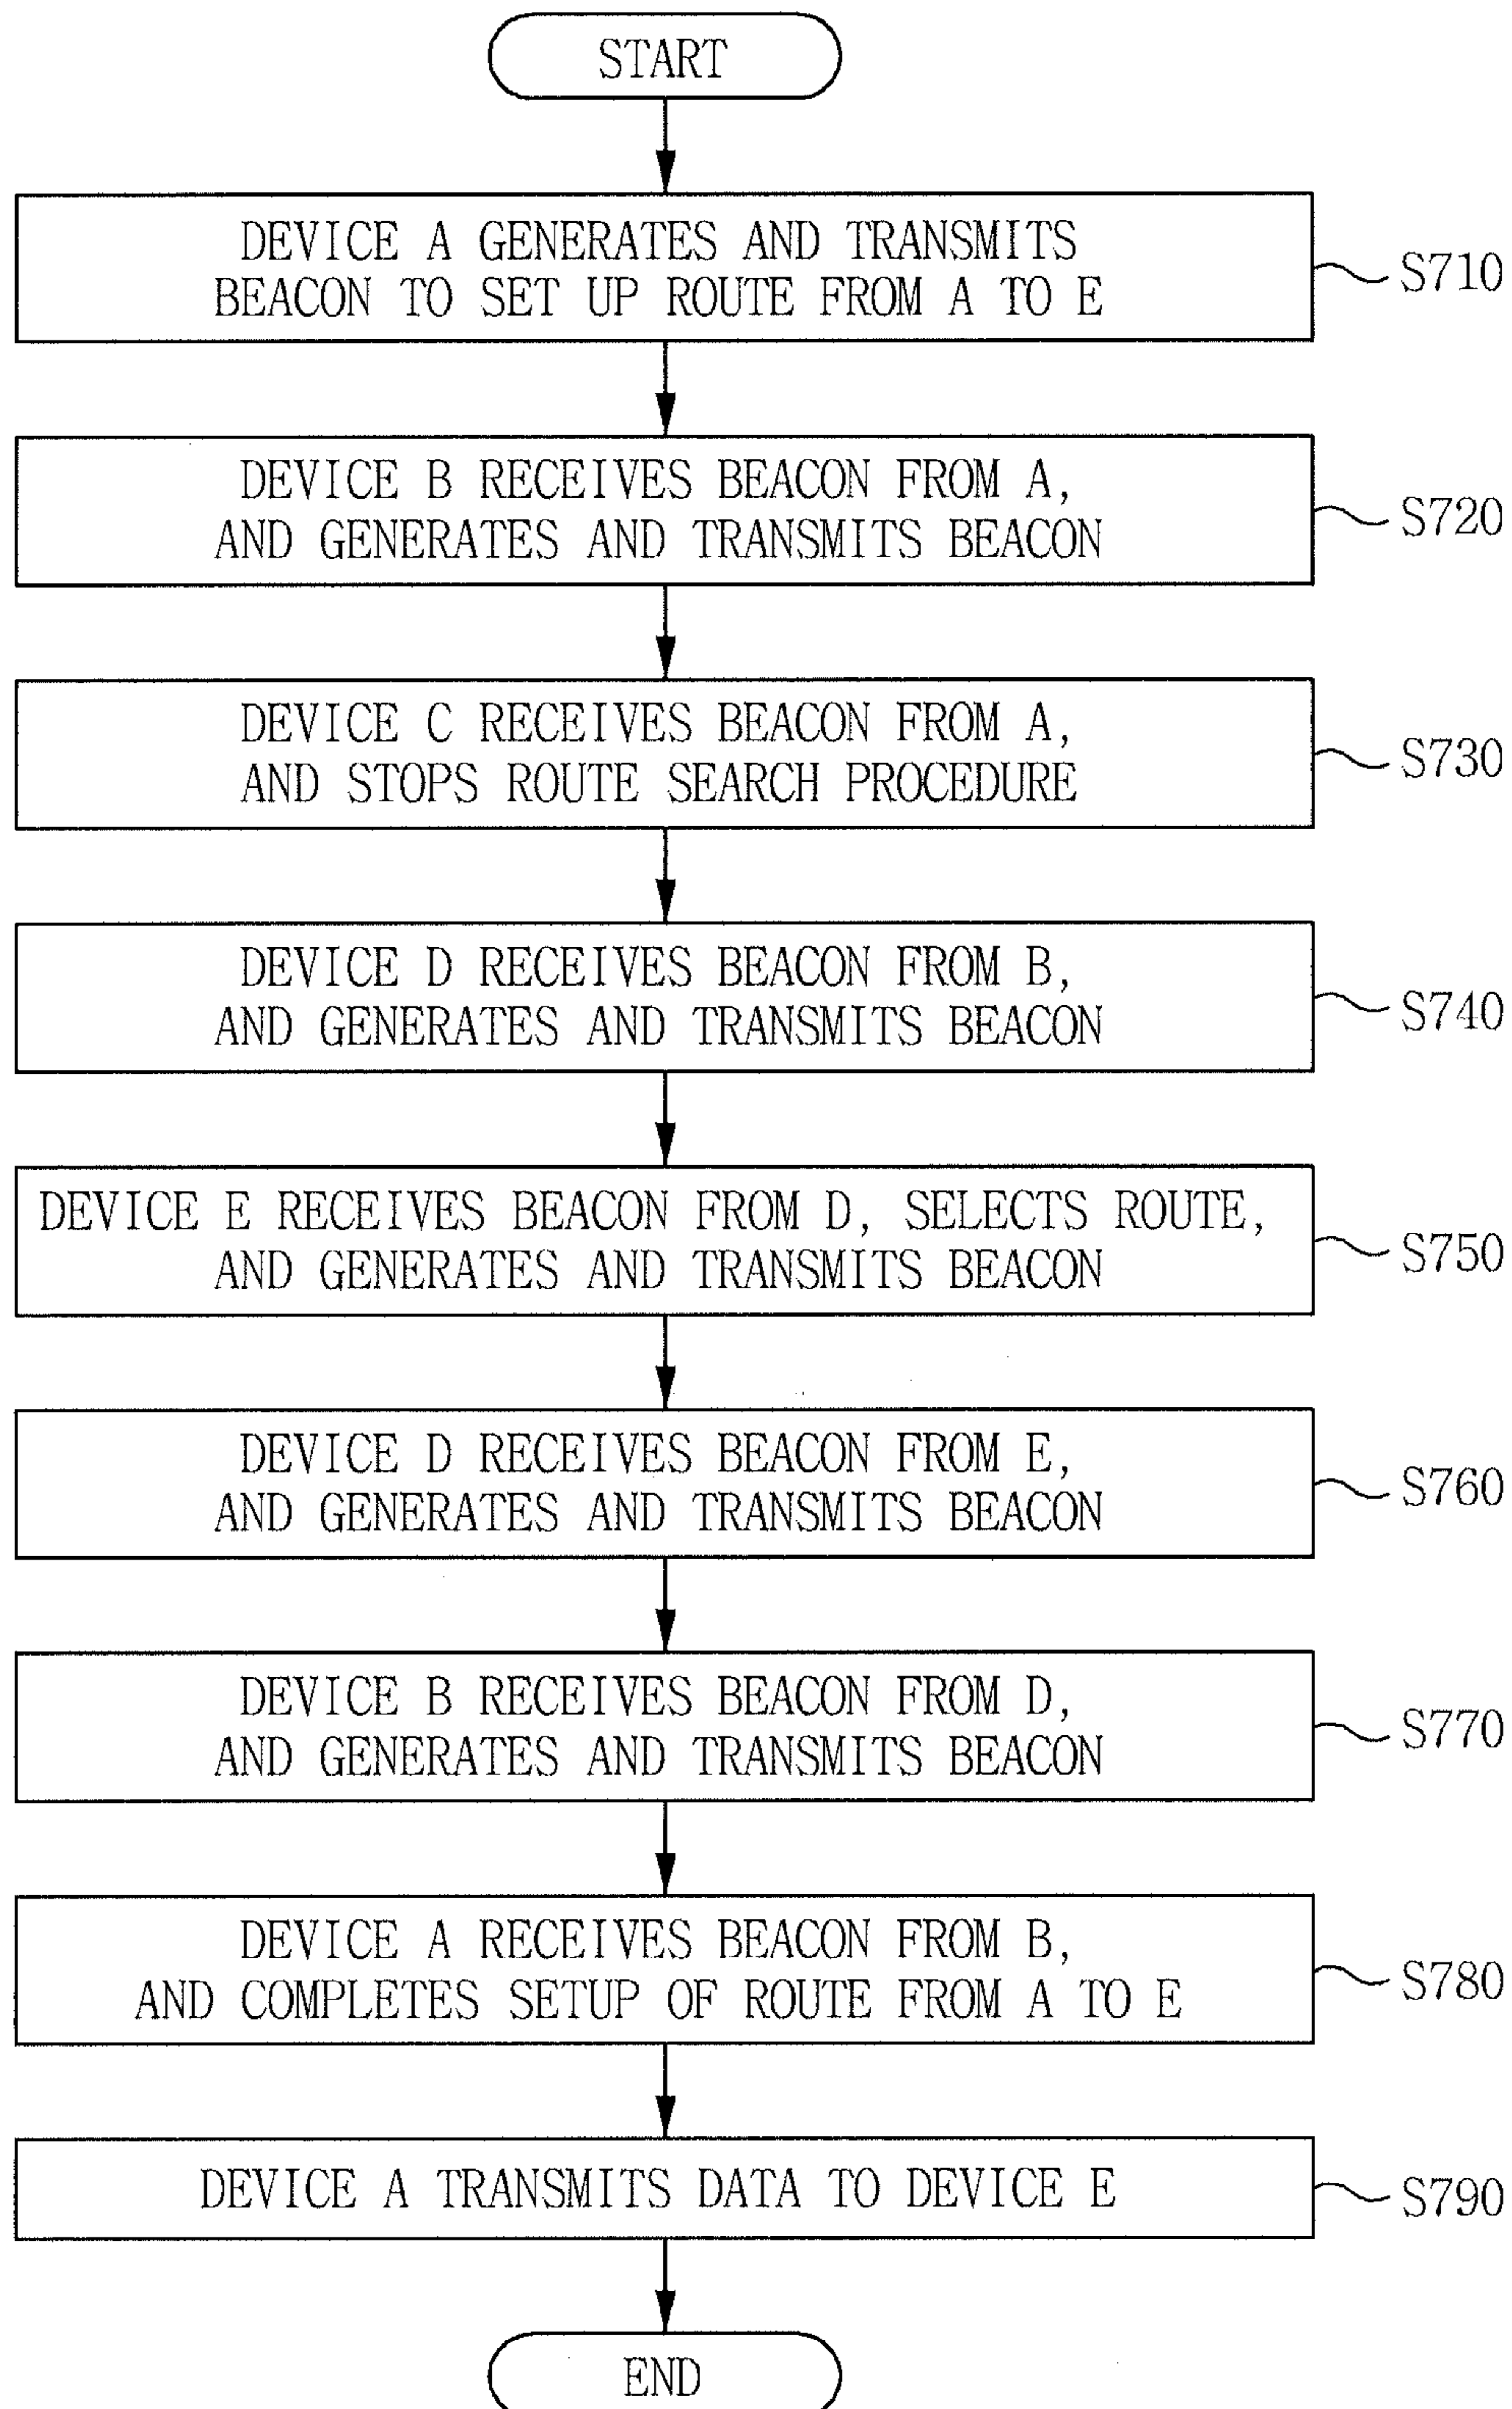 START
DEVICE A GENERATES AND TRANSMITS
BEACON TO SET UP ROUTE FROM A TO E
S710
DEVICE B RECEIVES BEACON FROM A,
AND GENERATES AND TRANSMITS BEACON
S720
DEVICE C RECEIVES BEACON FROM A,
AND STOPS ROUTE SEARCH PROCEDURE
S730
DEVICE D RECEIVES BEACON FROM B,
AND GENERATES AND TRANSMITS BEACON
S740
DEVICE E RECEIVES BEACON FROM D, SELECTS ROUTE,
AND GENERATES AND TRANSMITS BEACON
S750
DEVICE D RECEIVES BEACON FROM E,
AND GENERATES AND TRANSMITS BEACON
S760
DEVICE B RECEIVES BEACON FROM D,
AND GENERATES AND TRANSMITS BEACON
S770
DEVICE A RECEIVES BEACON FROM B,
AND COMPLETES SETUP OF ROUTE FROM A TO E
S780
DEVICE A TRANSMITS DATA TO DEVICE E
S790
END